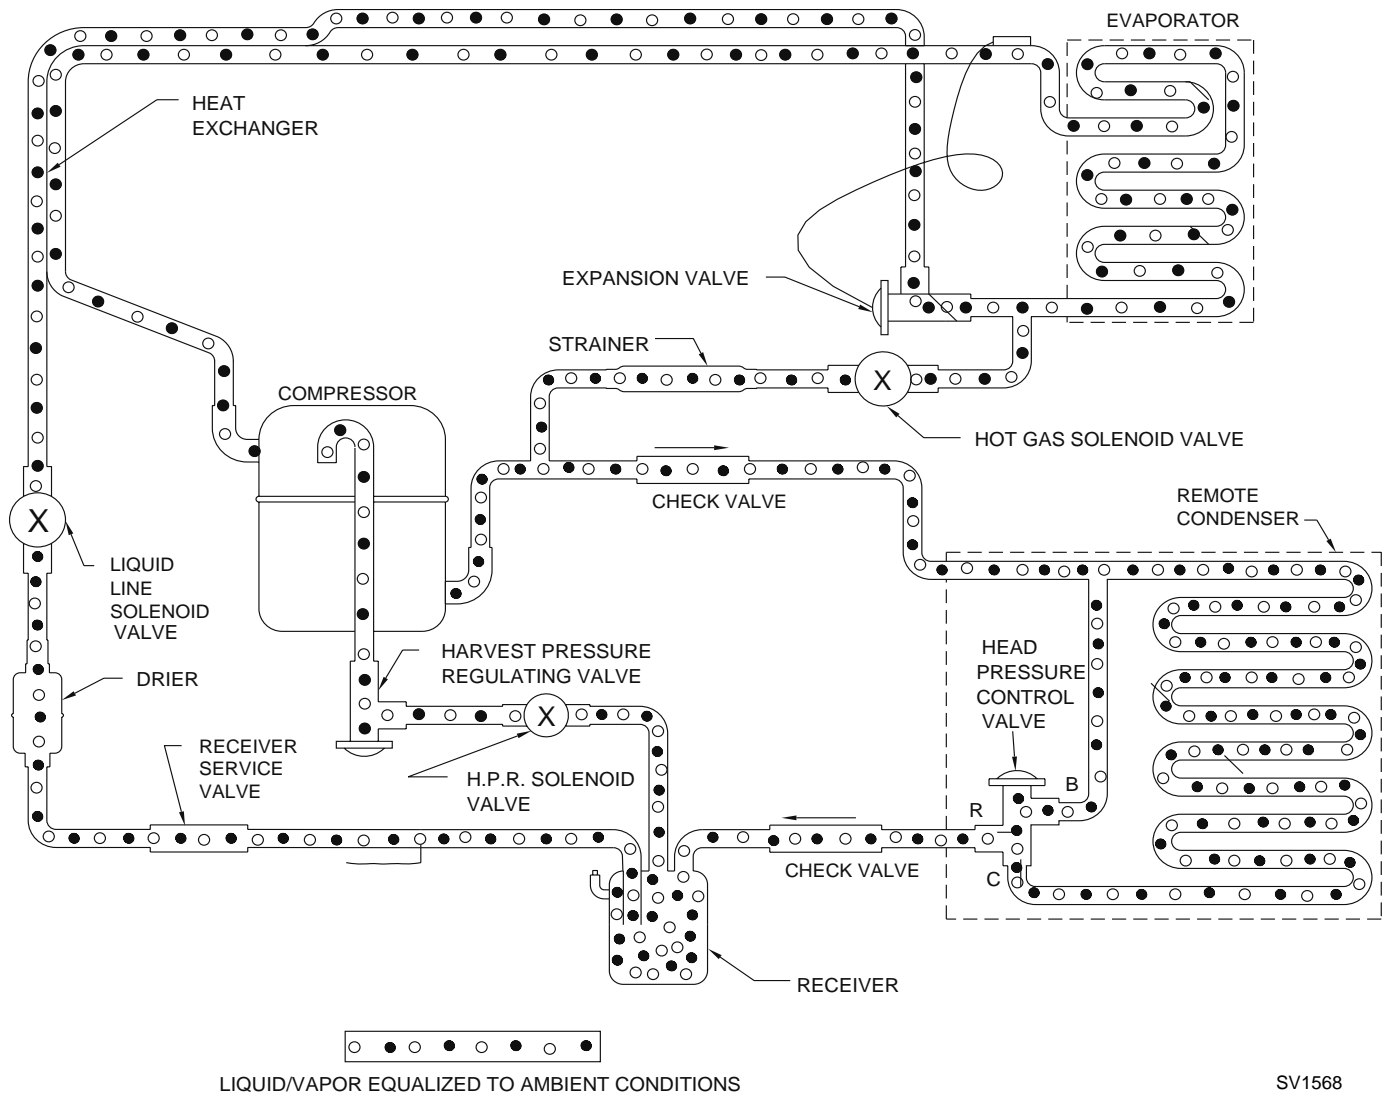 EVAPORATOR
HEAT
EXCHANGER
EXPANSION VALVE
STRAINER
X
COMPRESSOR
HOT GAS SOLENOID VALVE
CHECK VALVE
REMOTE
CONDENSER
X
LIQUID
LINE
SOLENOID
VALVE
HARVEST PRESSURE
REGULATING VALVE
HEAD
PRESSURE
CONTROL
VALVE
DRIER
X
RECEIVER
SERVICE
VALVE
H.P.R. SOLENOID
VALVE
B
R
CHECK VALVE
C
RECEIVER
LIQUID/VAPOR EQUALIZED TO AMBIENT CONDITIONS
SV1568